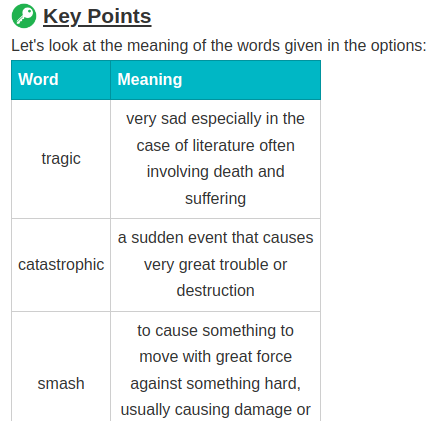 Key Points
Let's look at the meaning of the words given in the options:
Word Meaning
tragic
very sad especially in the
case of literature often
involving death and
suffering
catastrophic
a sudden event that causes
very great trouble or
destruction
smash
to cause something to
move with great force
against something hard,
usually causing damage or